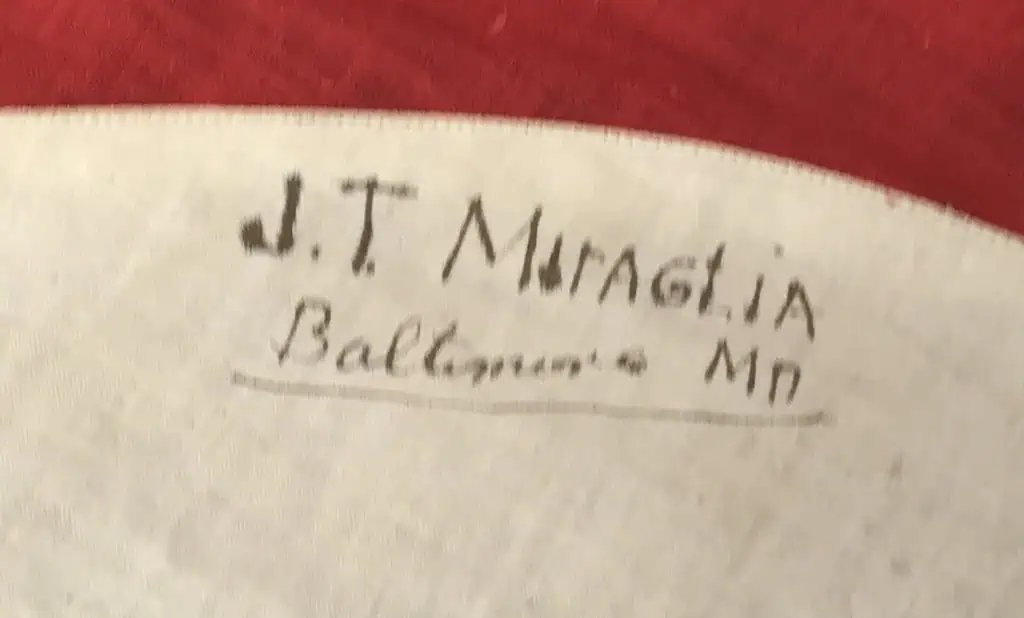 J. T. MIRAGLIA
Baltimore MD